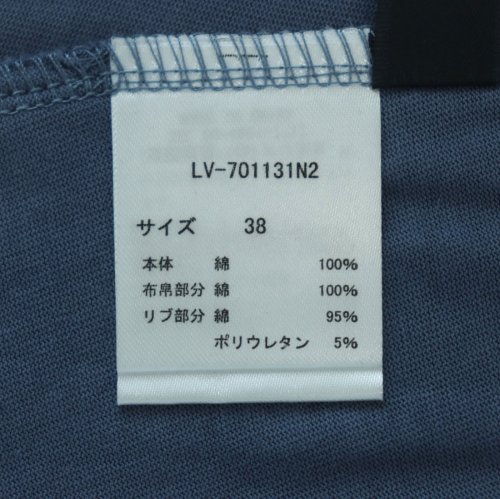 LV-701131N2
サイズ 38
本体 綿 100%
布帛部分 綿 100%
リブ部分 綿 95%
ポリウレタン 5%